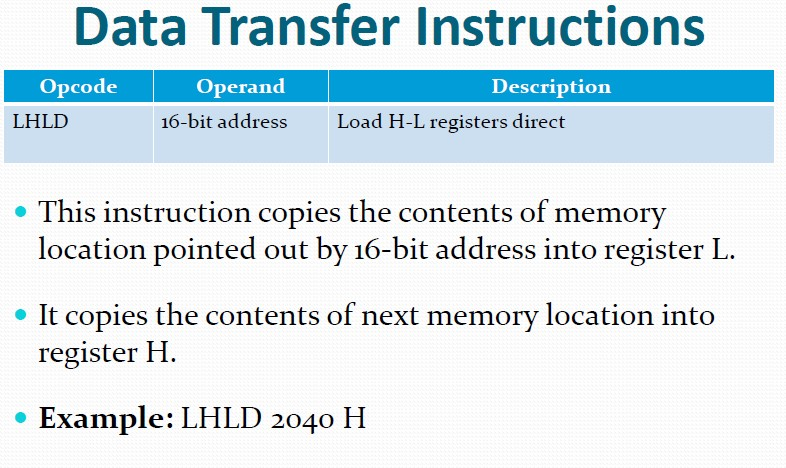 Data Transfer Instructions
Opcode Operand Description
LHLD 16-bit address Load H-L registers direct
• This instruction copies the contents of memory
location pointed out by 16-bit address into register L.
• It copies the contents of next memory location into
register H.
• Example: LHLD 2040 H